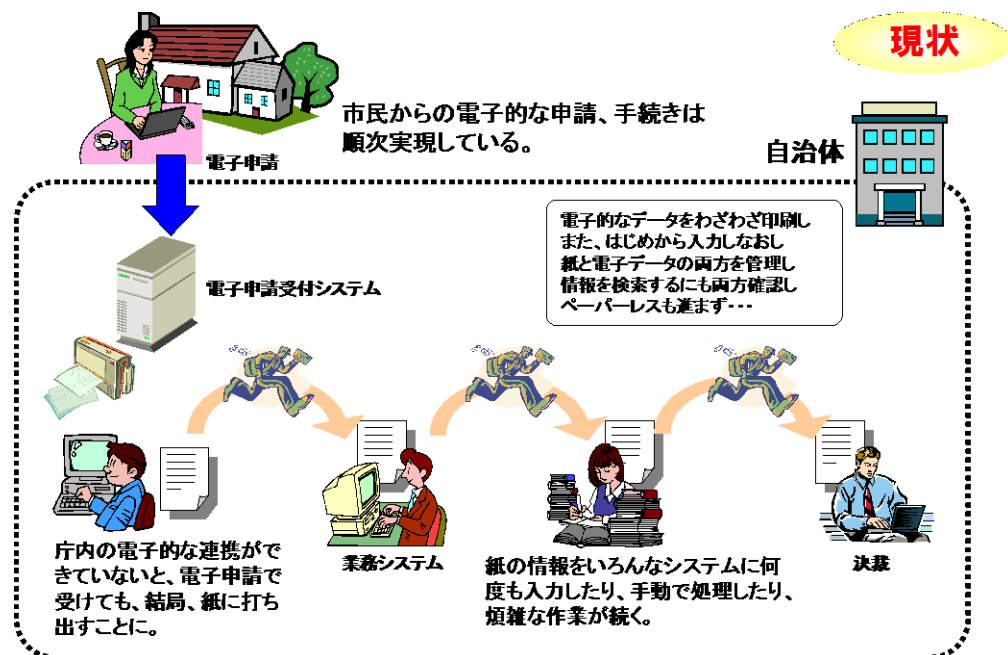 現状
市民からの電子的な申請、手続きは
順次実現している。
電子申請
自治体
電子的なデータをわざわざ印刷し
また、はじめから入力しなおし
紙と電子データの両方を管理し
情報を検索するにも両方確認し
ペーパーレスも進まず･･･
電子申請受付システム
庁内の電子的な連携がで
きていないと、電子申請で
受けても、結局、紙に打ち
出すことに。
業務システム
紙の情報をいろんなシステムに何
度も入力したり、手動で処理したり、
煩雑な作業が続く。
決裁